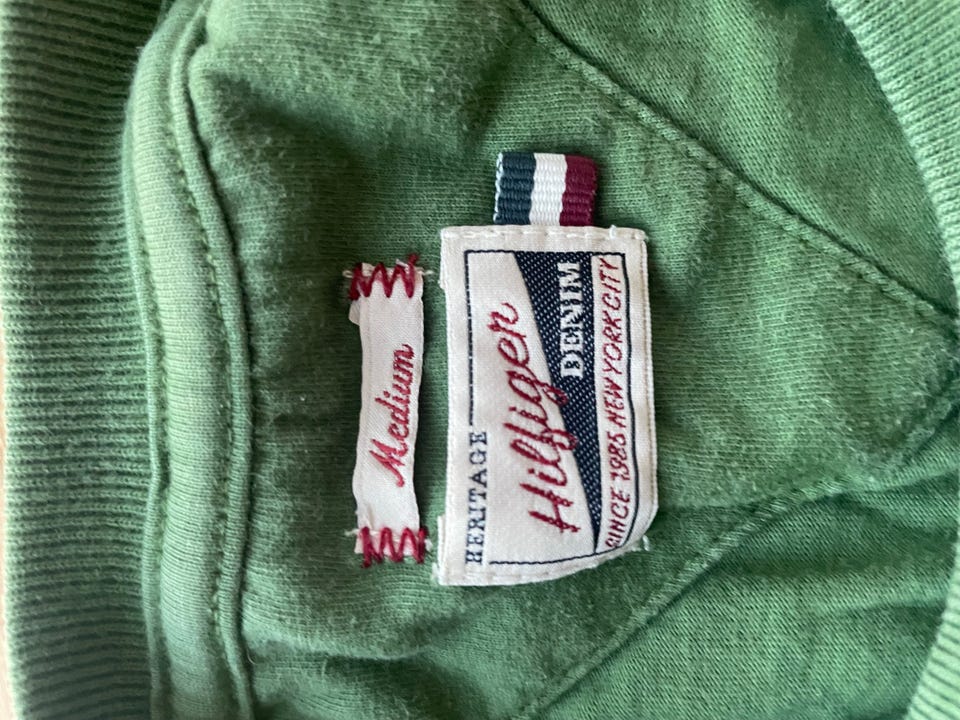 Medium
HERITAGE
Hilfiger
DENIM
SINCE 1985 NEW YORK CITY